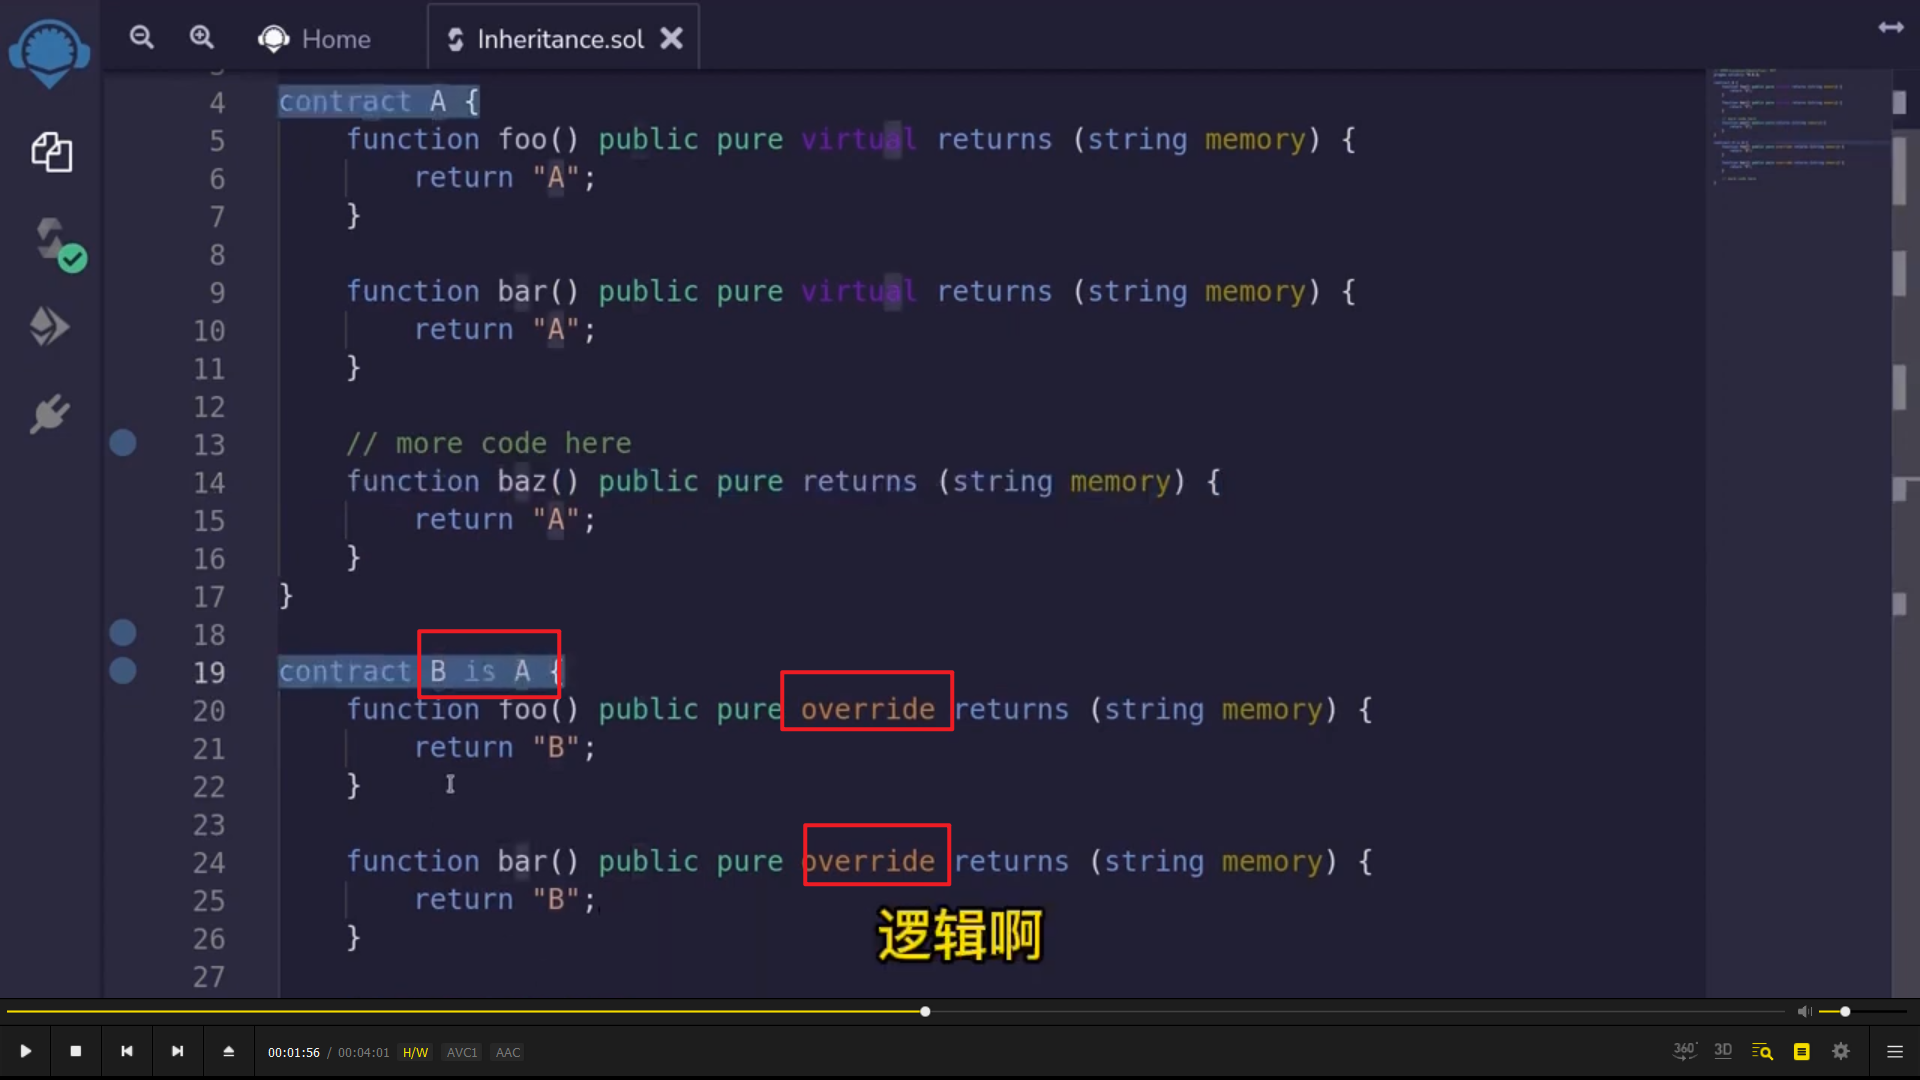 Home
Inheritance.sol
4 contract A {
5 function foo() public pure virtual returns (string memory) {
6 return "A";
7 }
8
9 function bar() public pure virtual returns (string memory) {
10 return "A";
11 }
12
13 // more code here
14 function baz() public pure returns (string memory) {
15 return "A";
16 }
17 }
18
19 contract B is A {
20 function foo() public pure override returns (string memory) {
21 return "B";
22 }
23
24 function bar() public pure override returns (string memory) {
25 return "B";
26 }
27
逻辑啊
00:01:56 / 00:04:01 H/W AVC1 AAC
360° 3D